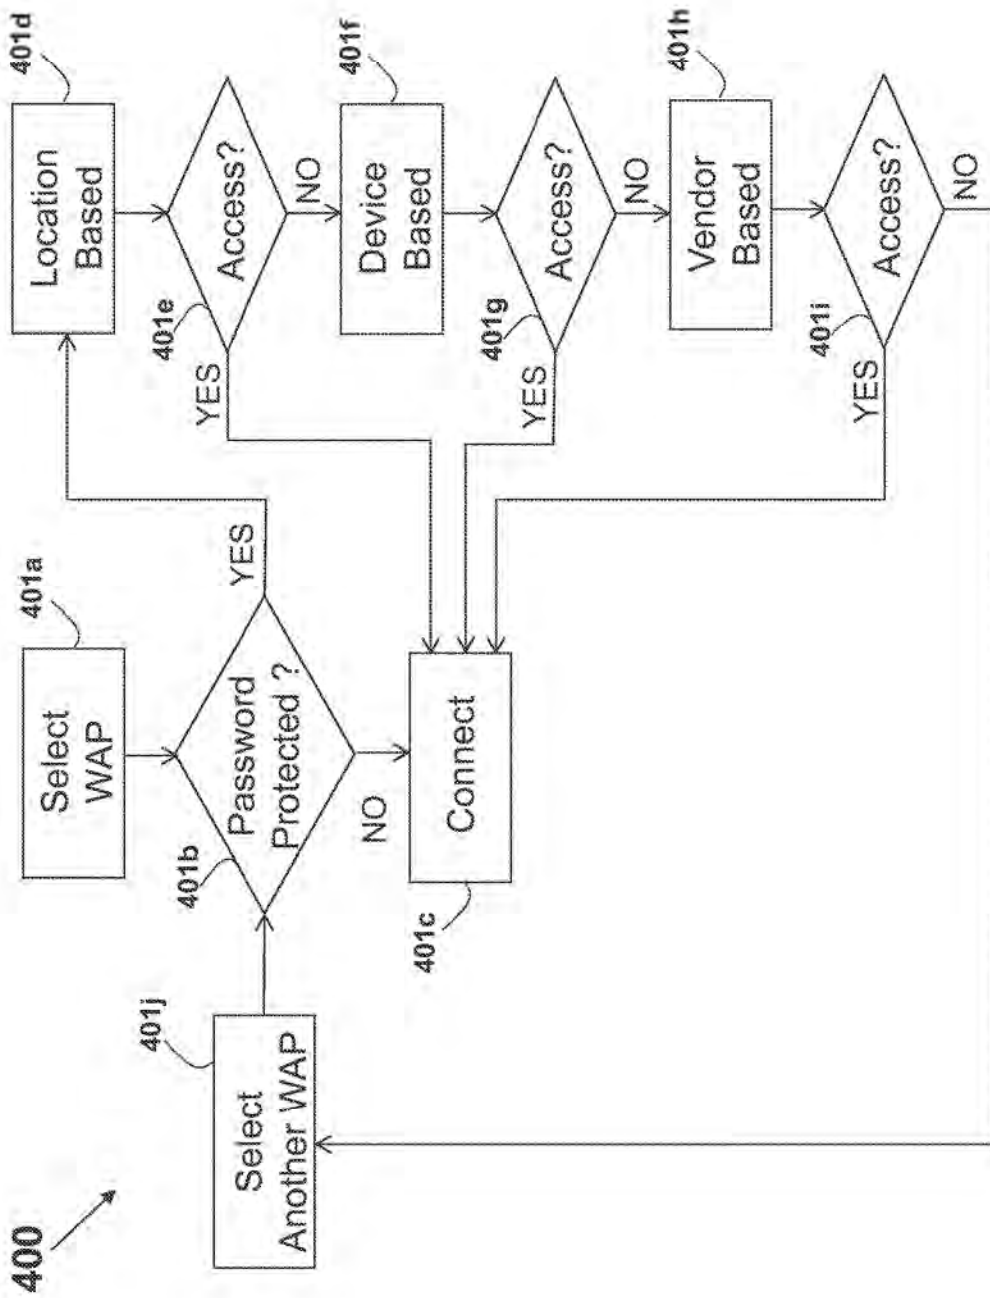 400
401a
Select
WAP
401d
Location
Based
401j
Select
Another WAP
401b
Password
Protected ?
YES
NO
401e
Access?
YES
NO
401c
Connect
401f
Device
Based
401g
Access?
YES
NO
401h
Vendor
Based
401i
Access?
YES
NO